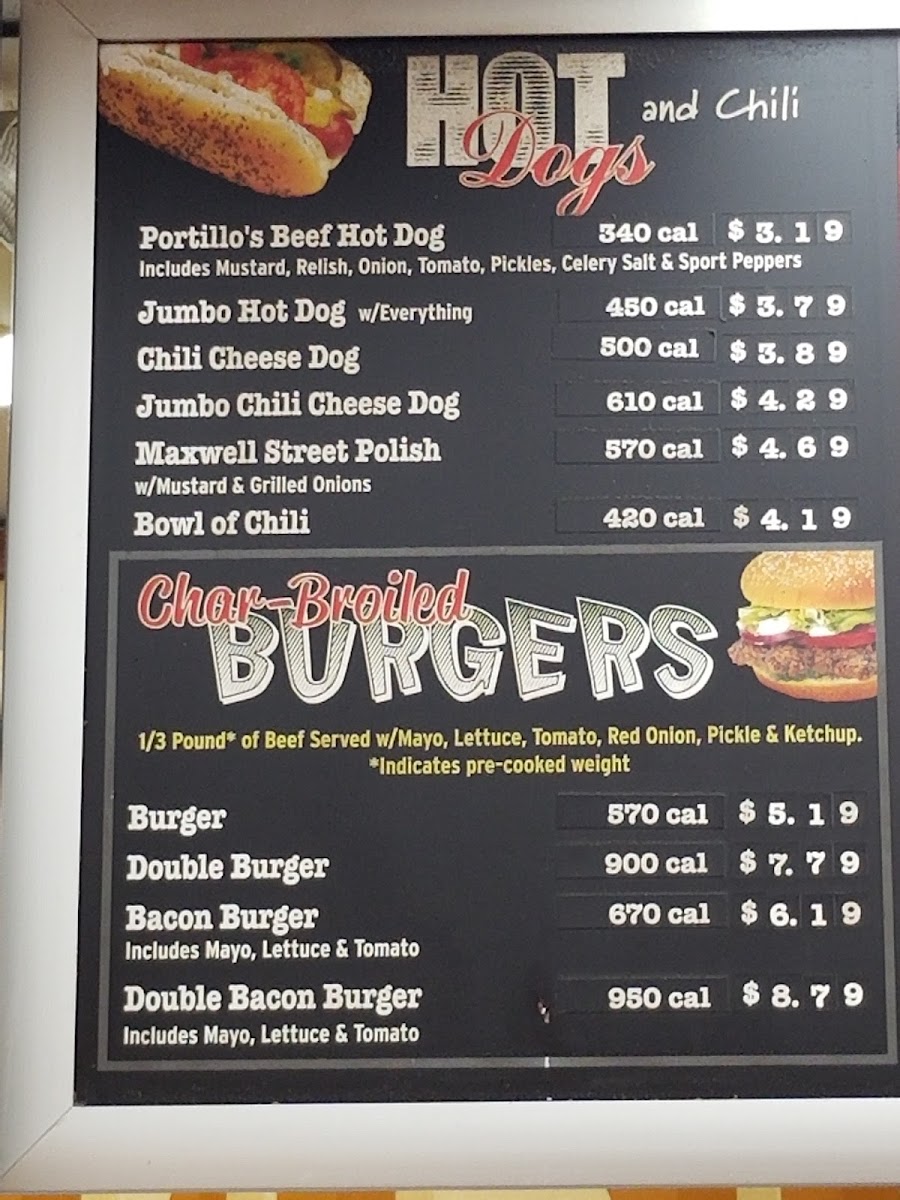 HOT Dogs and Chili
Portillo's Beef Hot Dog 340 cal $3.19
Includes Mustard, Relish, Onion, Tomato, Pickles, Celery Salt & Sport Peppers
Jumbo Hot Dog w/Everything 450 cal $3.79
Chili Cheese Dog 500 cal $3.89
Jumbo Chili Cheese Dog 610 cal $4.29
Maxwell Street Polish 570 cal $4.69
w/Mustard & Grilled Onions
Bowl of Chili 420 cal $4.19
Char-Broiled
BURGERS
1/3 Pound* of Beef Served w/Mayo, Lettuce, Tomato, Red Onion, Pickle & Ketchup.
*Indicates pre-cooked weight
Burger 570 cal $5.19
Double Burger 900 cal $7.79
Bacon Burger 670 cal $6.19
Includes Mayo, Lettuce & Tomato
Double Bacon Burger 950 cal $8.79
Includes Mayo, Lettuce & Tomato